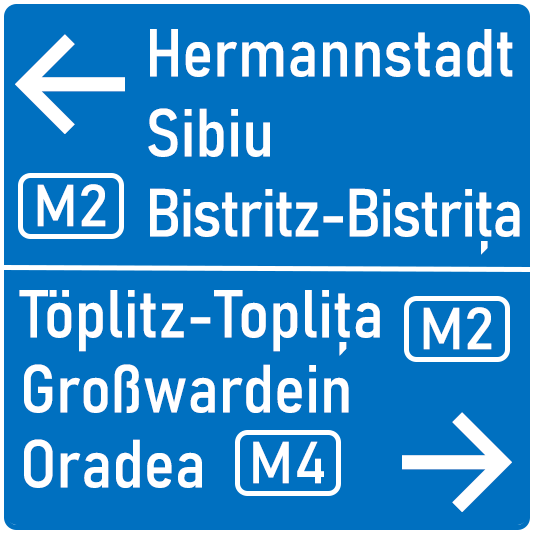 Hermannstadt
Sibiu
M2 Bistritz-Bistrița
Töplitz-Toplița M2
Großwardein
Oradea M4